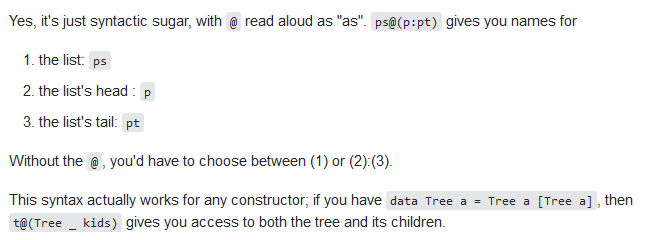 Yes, it's just syntactic sugar, with @ read aloud as "as". ps@(p:pt) gives you names for
1. the list: ps
2. the list's head : p
3. the list's tail: pt
Without the @, you'd have to choose between (1) or (2):(3).
This syntax actually works for any constructor; if you have data Tree a = Tree a [Tree a], then
t@(Tree _ kids) gives you access to both the tree and its children.